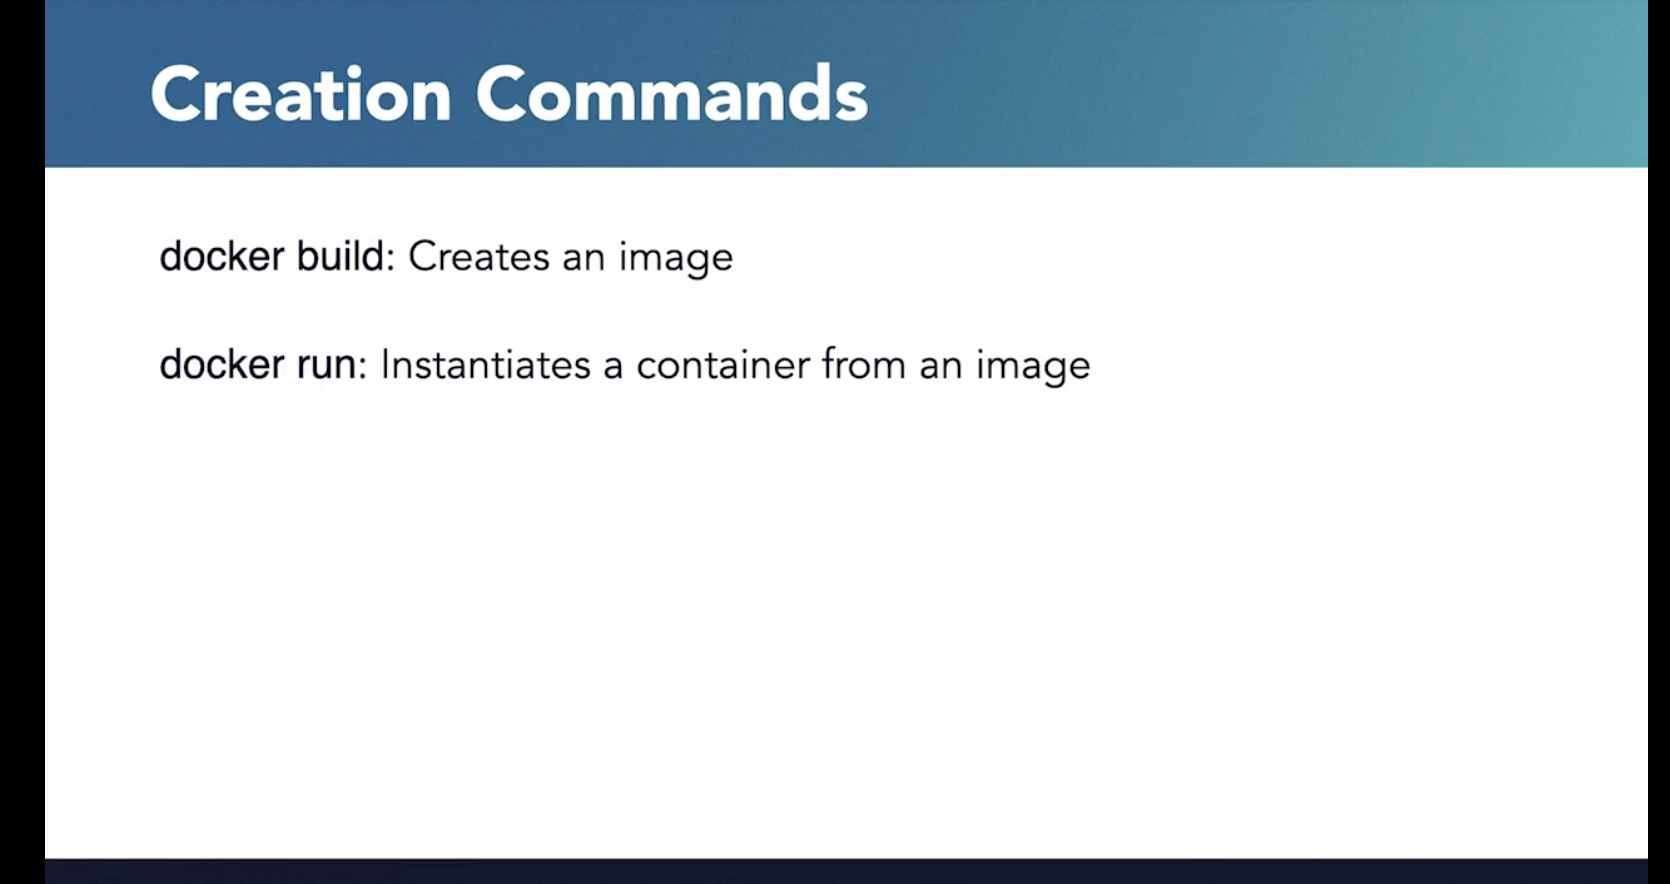 Creation Commands
docker build: Creates an image
docker run: Instantiates a container from an image